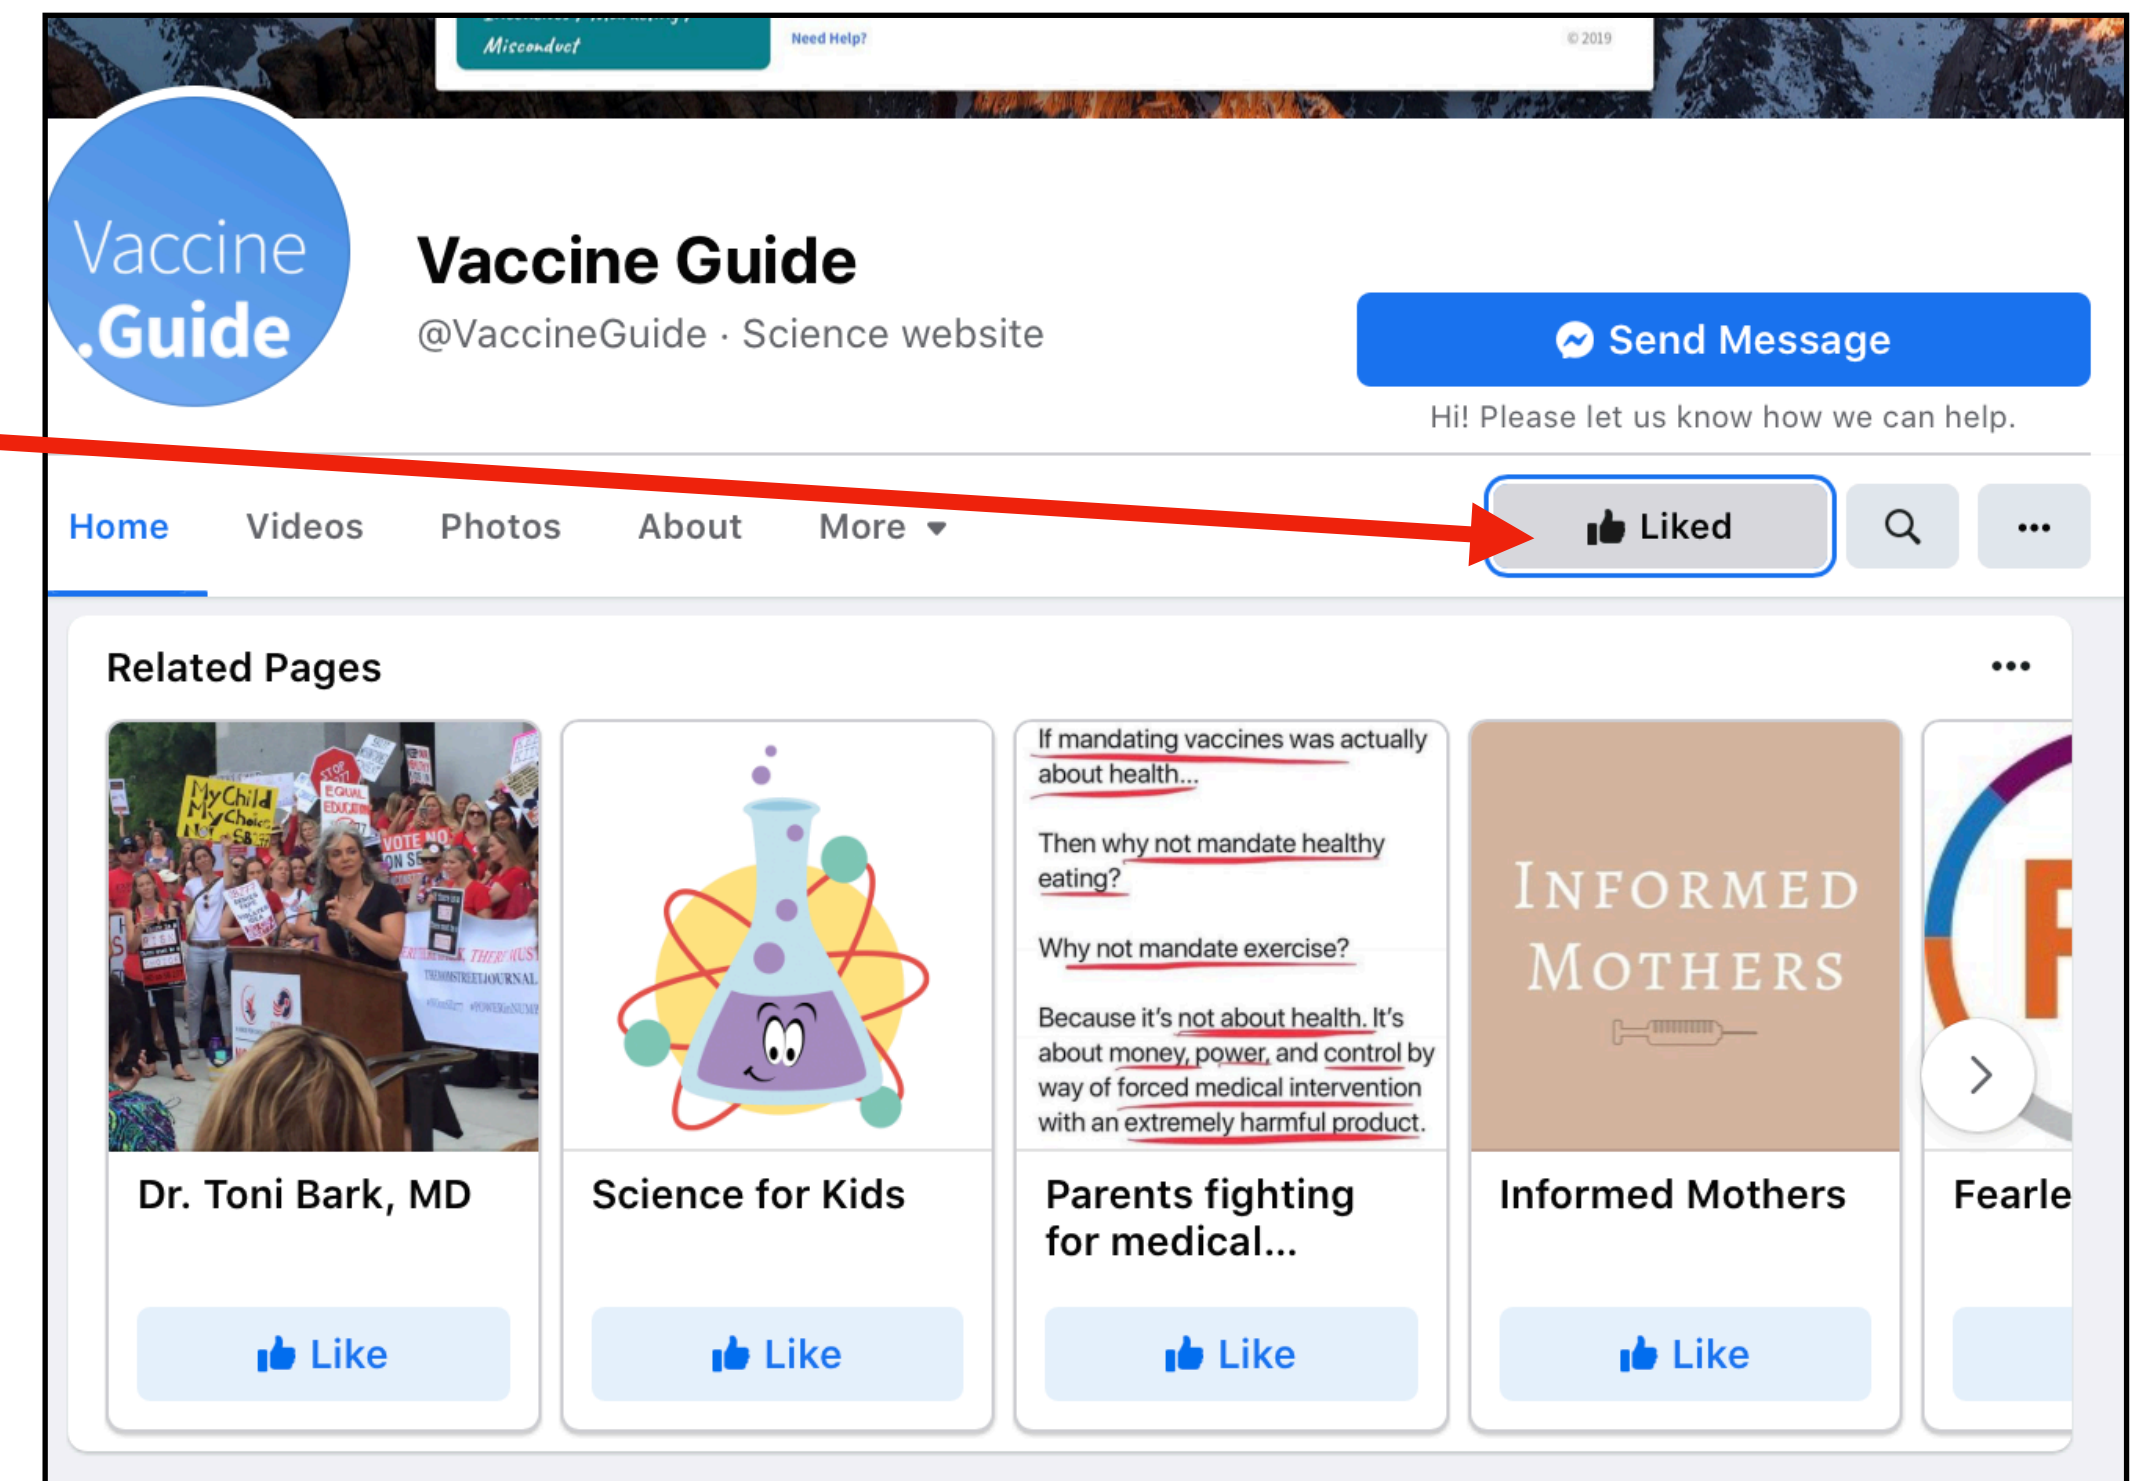 Misconduct
Need Help?
© 2019
Vaccine
.Guide
Vaccine Guide
@VaccineGuide · Science website
Send Message
Hi! Please let us know how we can help.
Home Videos Photos About More
Liked
Related Pages
My Child
My Choice
STOP
EQUAL
VOTE NO
ON
THEMOMSTREETJOURNAL
Dr. Toni Bark, MD
Like
Science for Kids
Like
If mandating vaccines was actually
about health...
Then why not mandate healthy
eating?
Why not mandate exercise?
Because it's not about health. It's
about money, power, and control by
way of forced medical intervention
with an extremely harmful product.
Parents fighting
for medical...
Like
INFORMED
MOTHERS
Informed Mothers
Like
Fearle